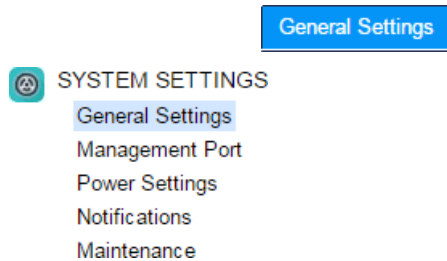 General Settings
SYSTEM SETTINGS
General Settings
Management Port
Power Settings
Notifications
Maintenance